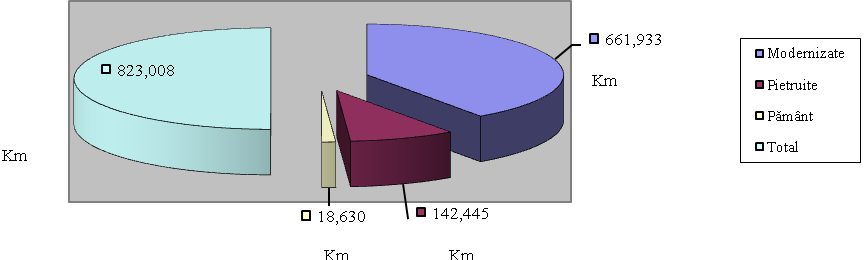 661,933
Km
823,008
Km
18,630
Km
142,445
Km
Modernizate
Pietruite
Pământ
Total